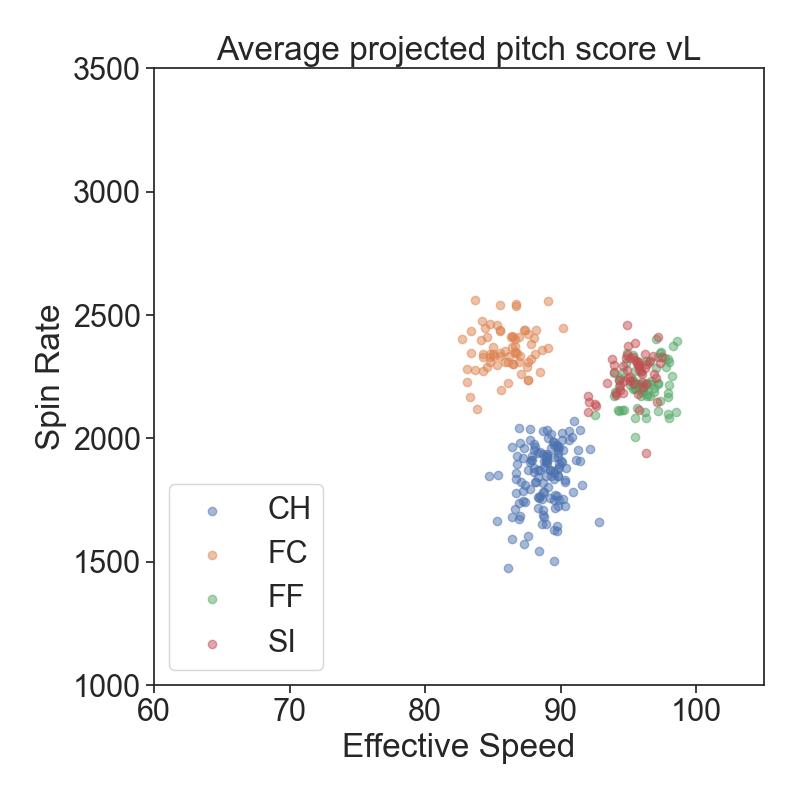 Average projected pitch score vL
3500
3000
2500
2000
1500
1000
Spin Rate
CH
FC
FF
SI
60
70
80
90
100
Effective Speed